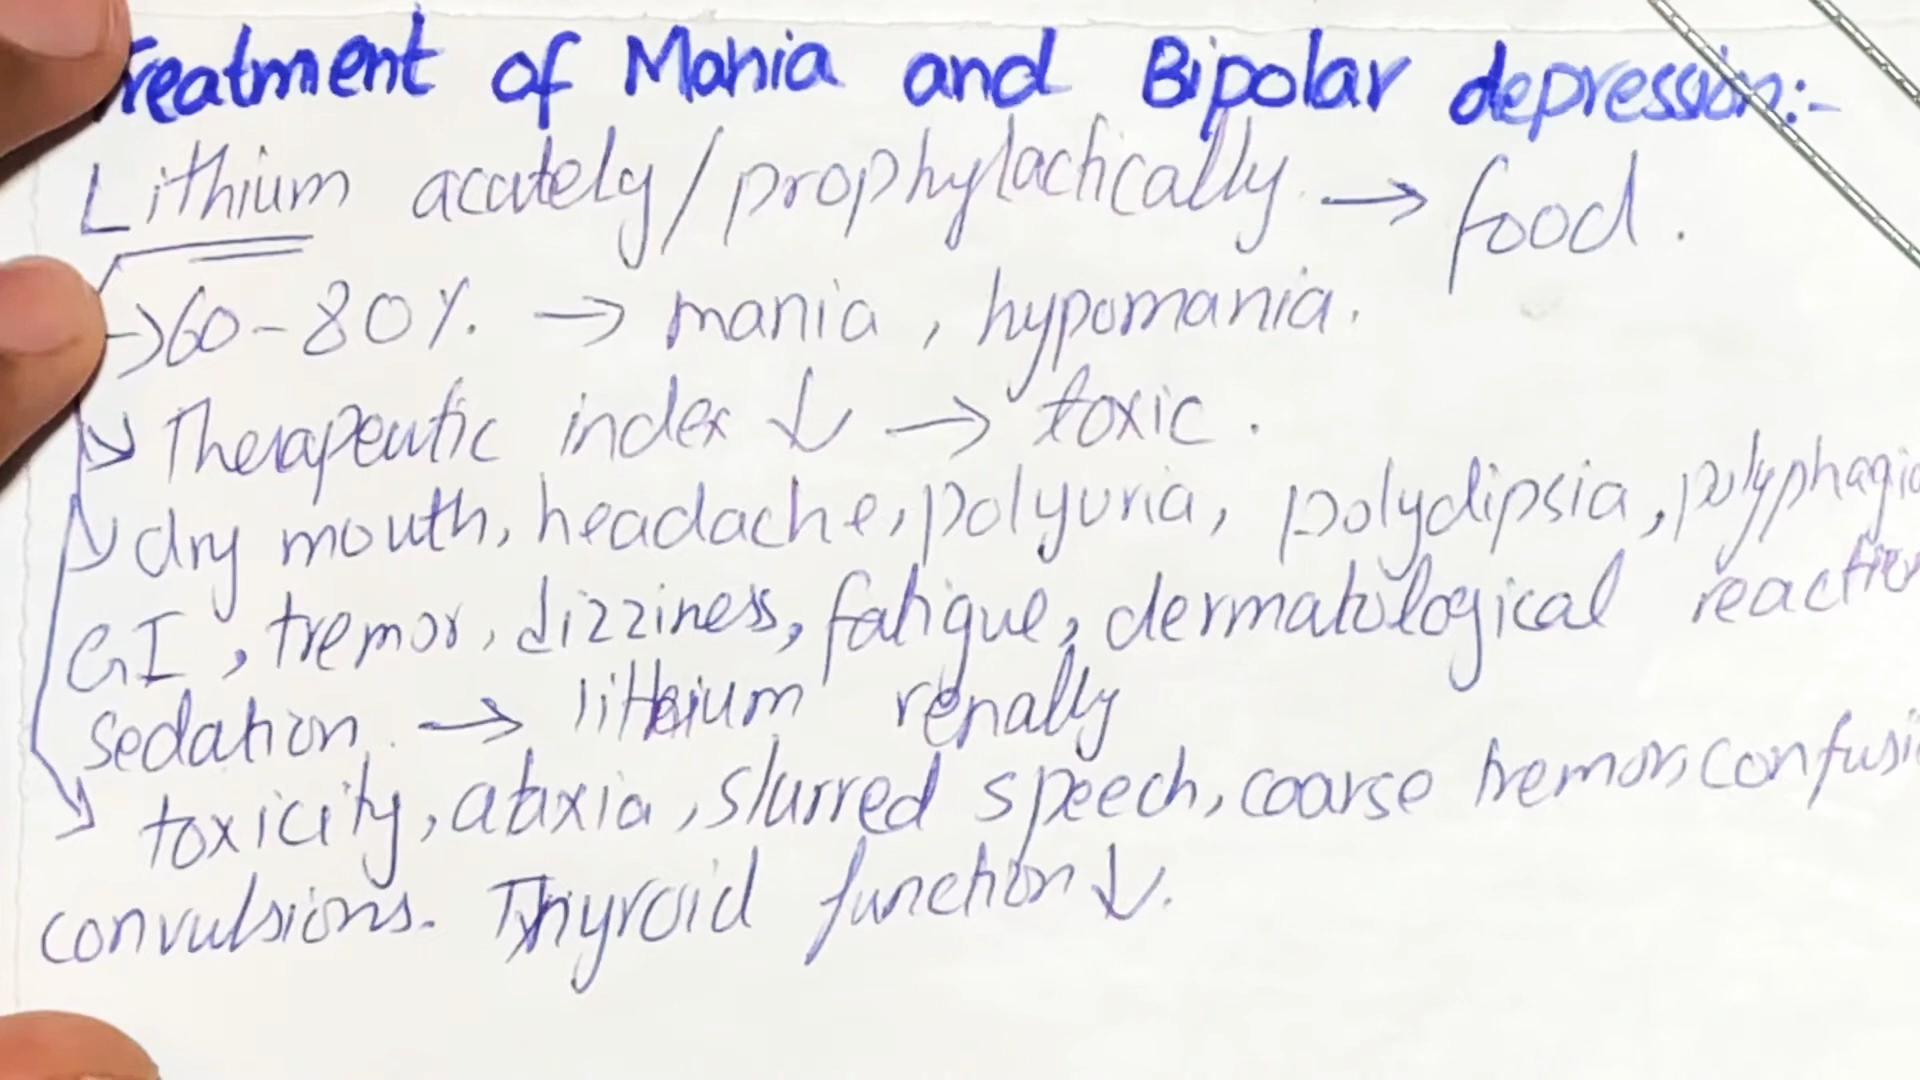 Treatment of Mania and Bipolar depression:-
Lithium acutely/prophylactically. → food.
→ 60-80%. → mania, hypomania.
Therapeutic index ↓ → toxic.
dry mouth, headache, polyuria, polydipsia, polyphagia
GI, tremor, dizziness, fatigue, dermatological reaction
sedation. → lithium renally
toxicity, ataxia, slurred speech, coarse tremor, confusi
convulsions. Thyroid function ↓.